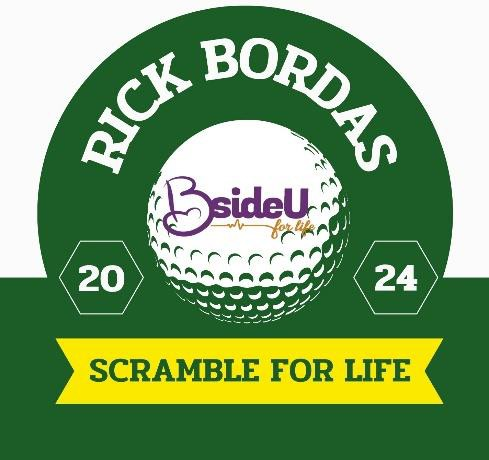 RICK BORDAS
BsideU
for life
20
24
SCRAMBLE FOR LIFE